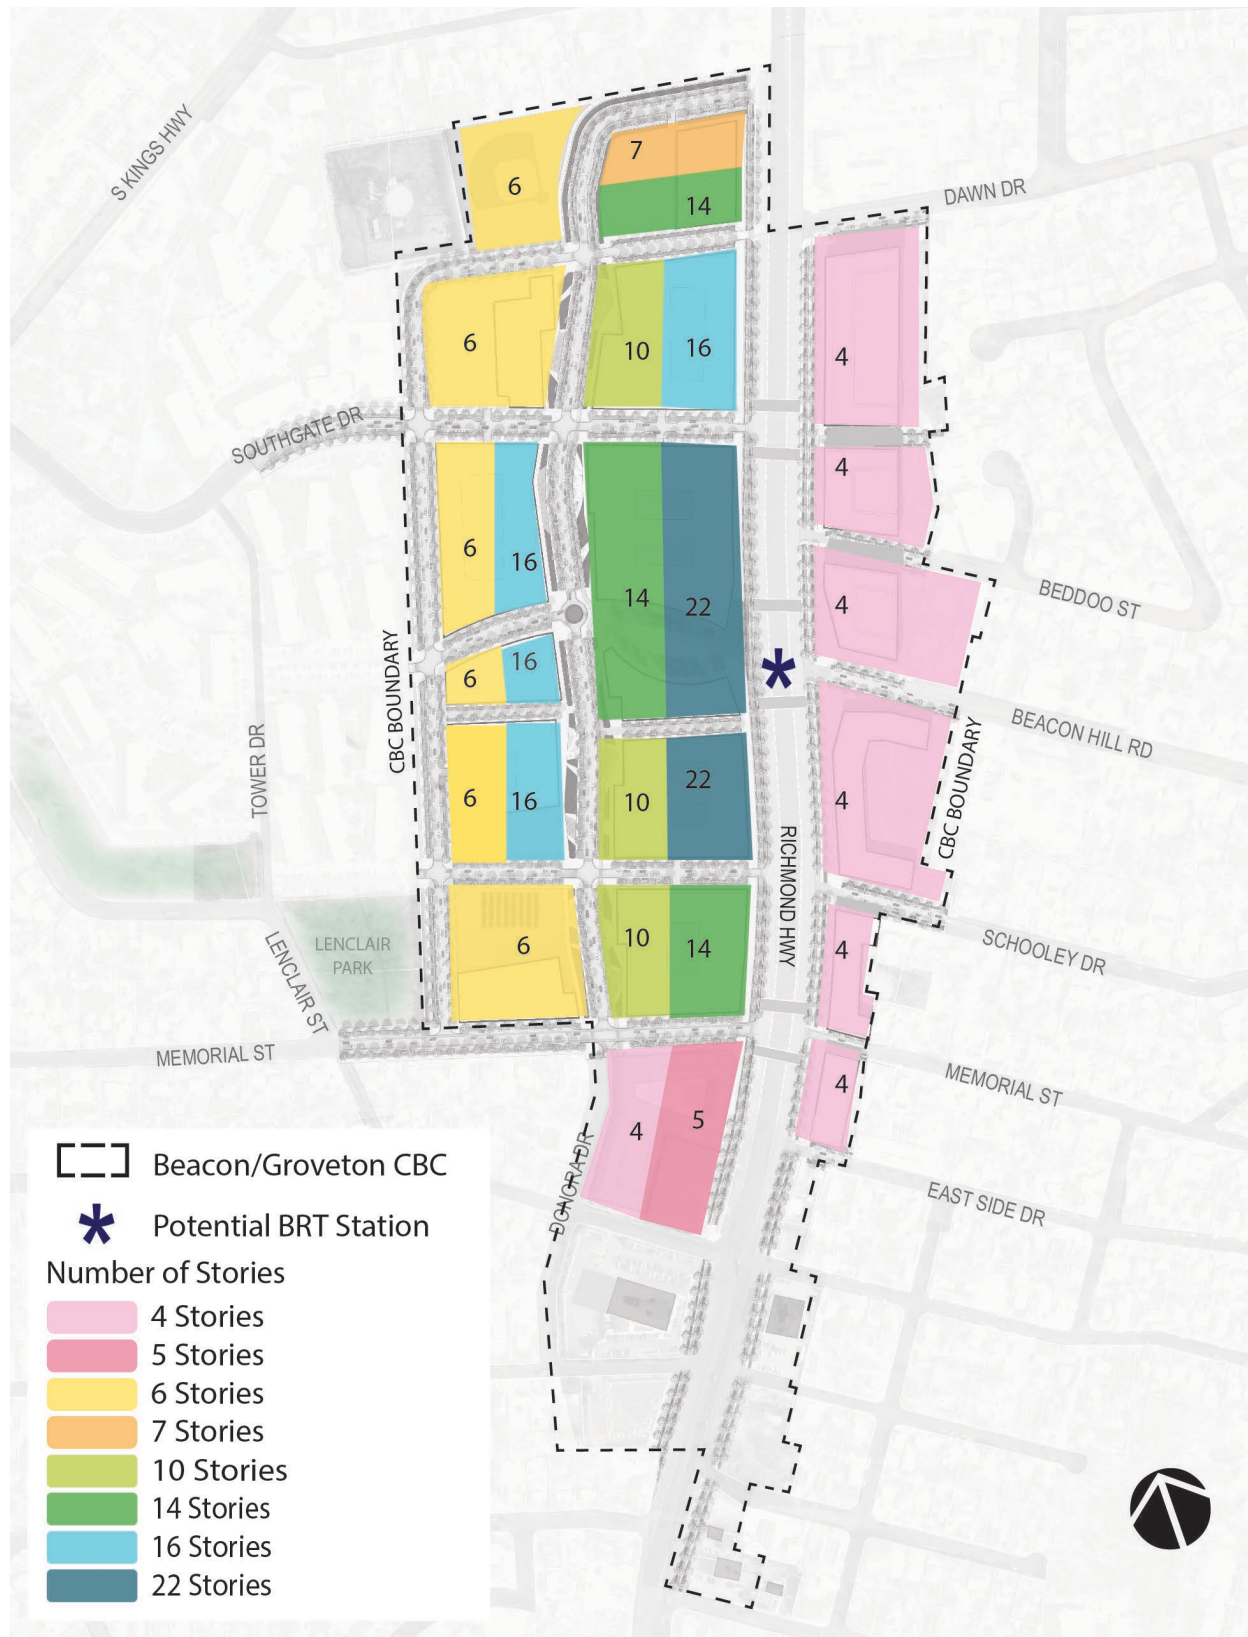 S KINGS HWY
7
6
14
DAWN DR
6
10
16
4
SOUTHGATE DR
4
6
16
14
22
4
BEDDOO ST
CBC BOUNDARY
6
16
BEACON HILL RD
TOWER DR
6
16
10
22
4
CBC BOUNDARY
RICHMOND HWY
LENCLAIR
PARK
LENCLAIR ST
6
10
14
4
SCHOOLEY DR
MEMORIAL ST
4
MEMORIAL ST
4
5
DONORA DR
EAST SIDE DR
Beacon/Groveton CBC
Potential BRT Station
Number of Stories
4 Stories
5 Stories
6 Stories
7 Stories
10 Stories
14 Stories
16 Stories
22 Stories